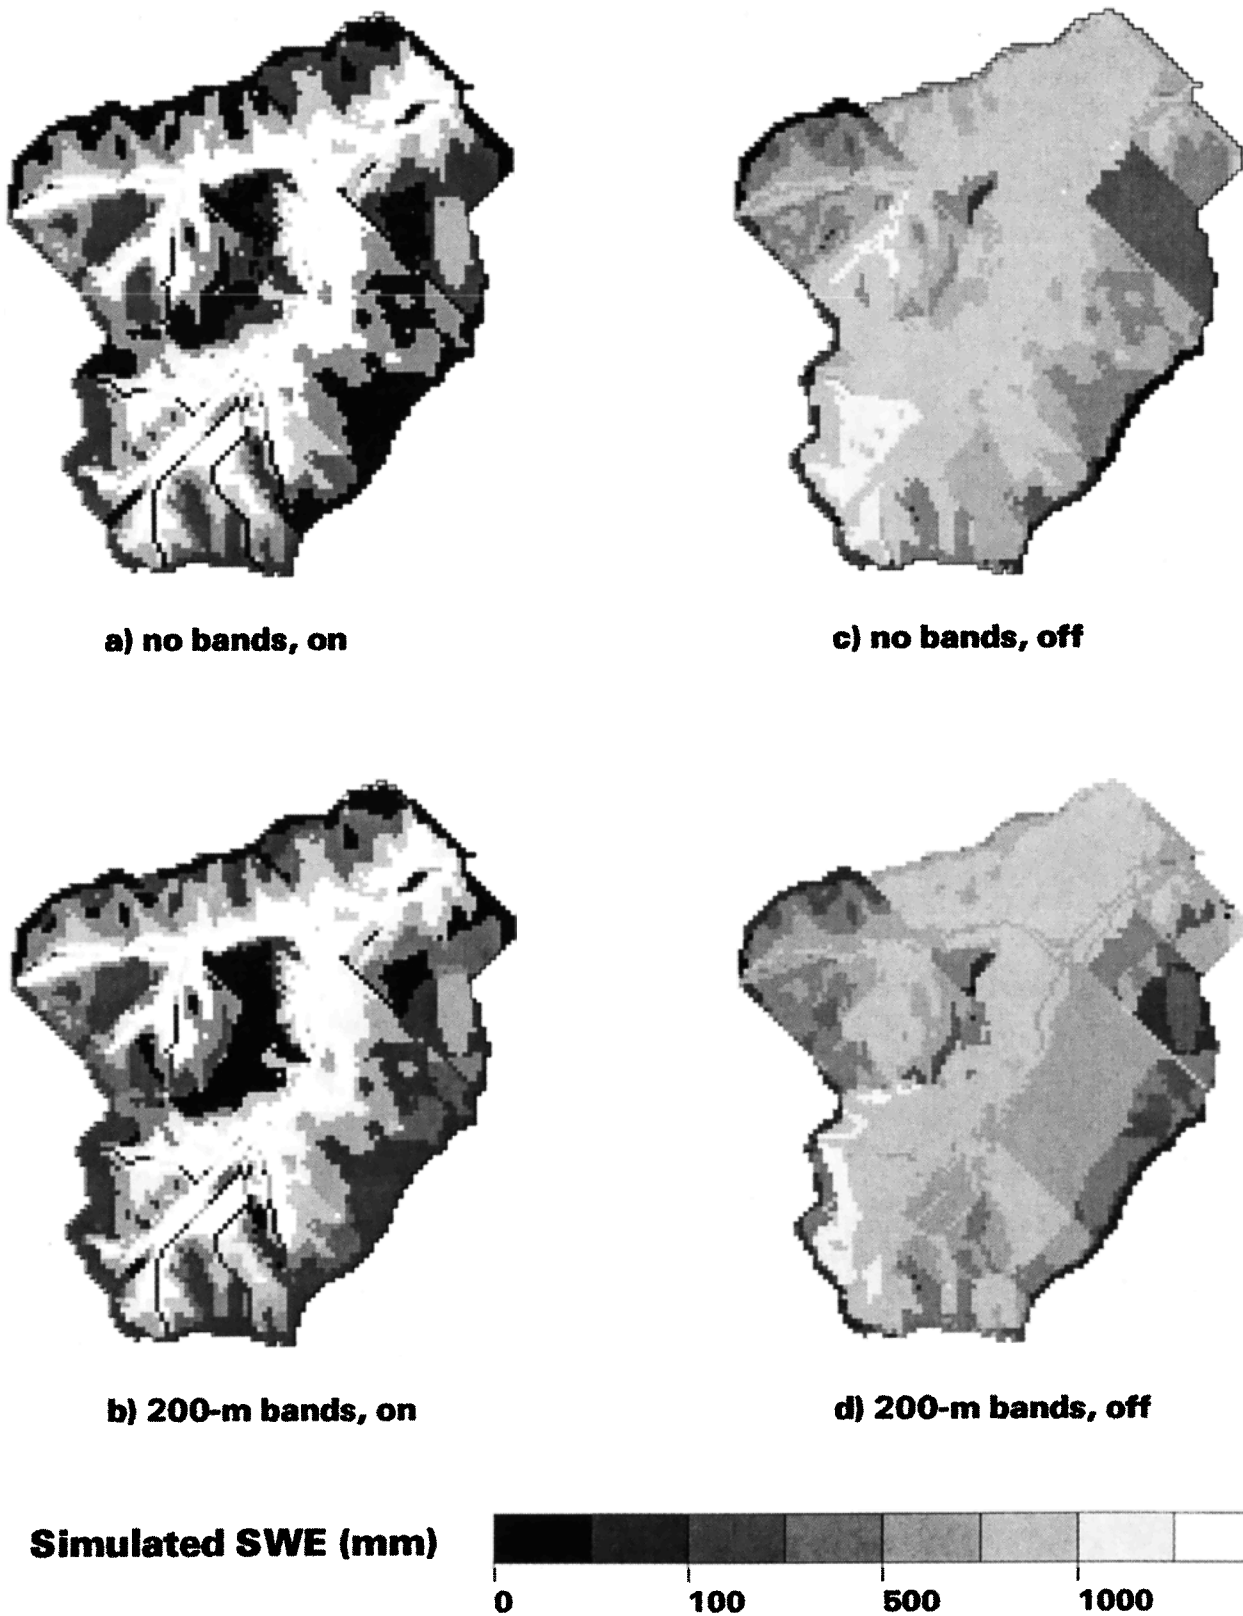 a) no bands, on
c) no bands, off
b) 200-m bands, on
d) 200-m bands, off
Simulated SWE (mm)
0 100 500 1000